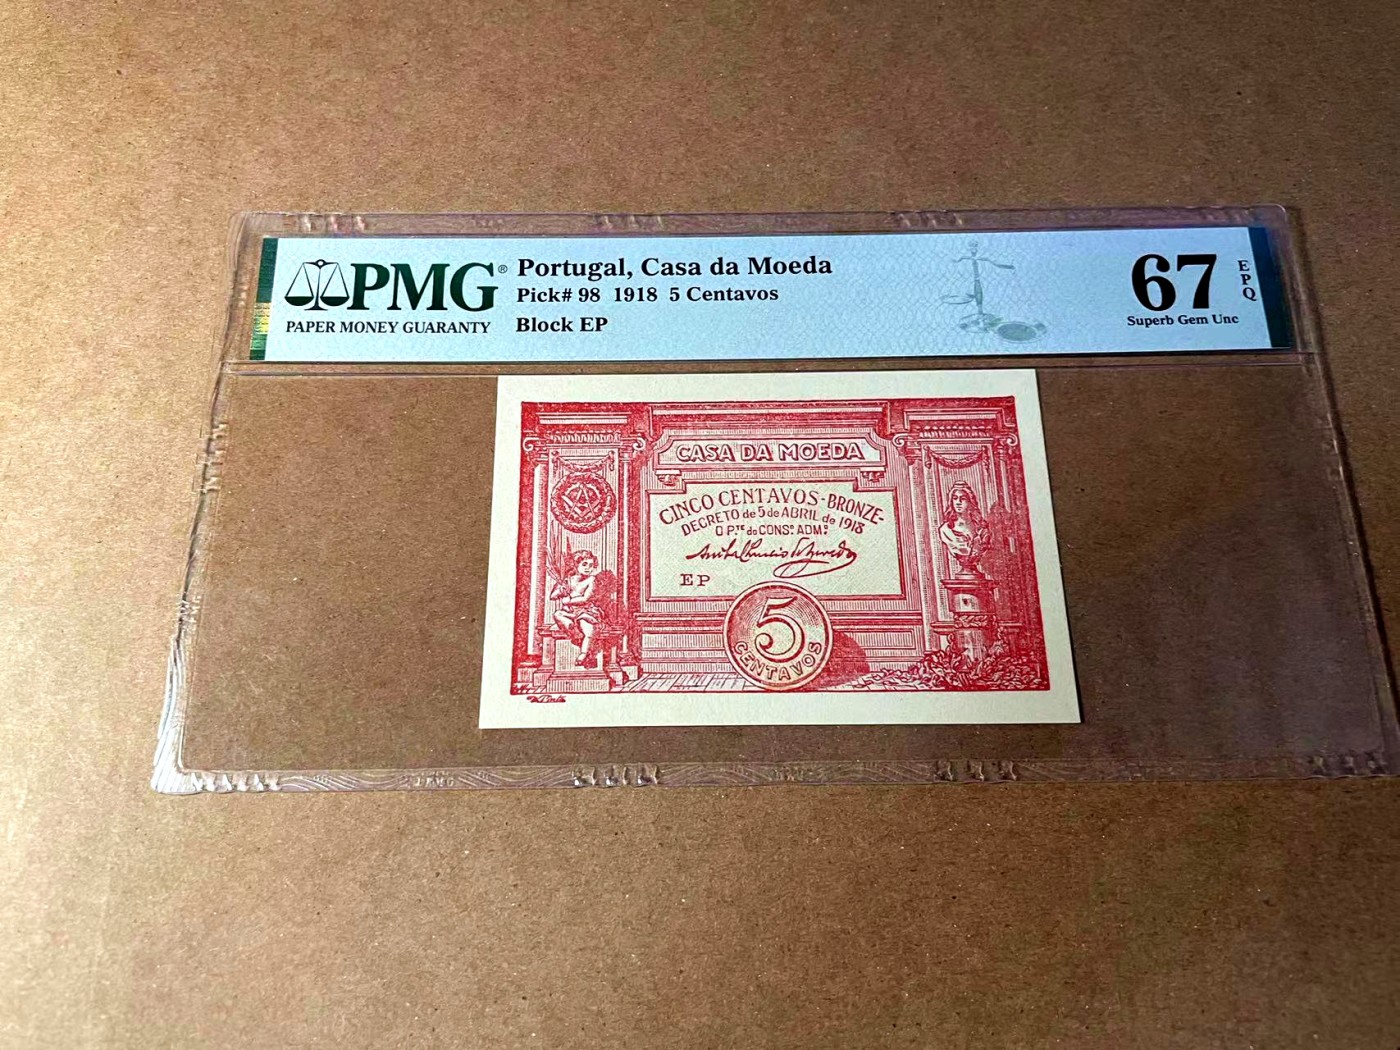 PMG®
PAPER MONEY GUARANTY
Portugal, Casa da Moeda
Pick# 98 1918 5 Centavos
Block EP
67
EPQ
Superb Gem Unc
CASA DA MOEDA
CINCO CENTAVOS-BRONZE-
DECRETO de 5 de ABRIL de 1918
O P.TE do CONS.º ADM.º
EP
5
CENTAVOS